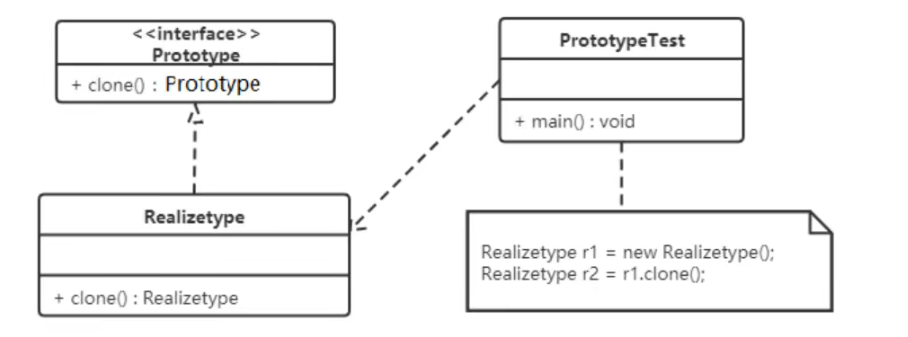 <<interface>>
Prototype
+ clone() : Prototype
PrototypeTest
+ main() : void
Realizetype
+ clone() : Realizetype
Realizetype r1 = new Realizetype();
Realizetype r2 = r1.clone();